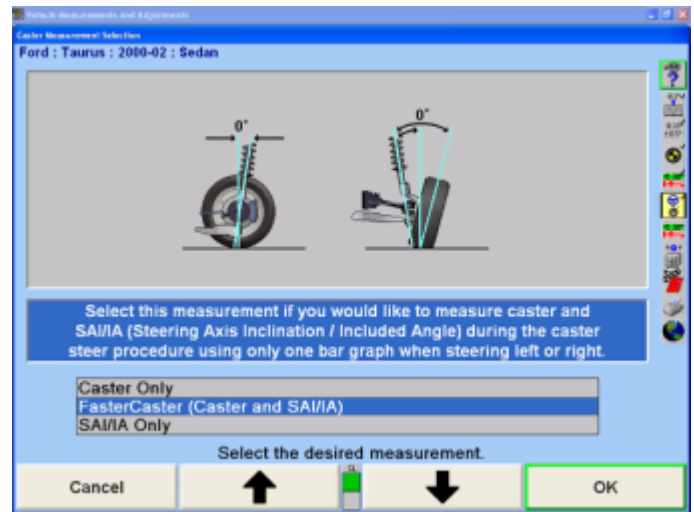 Vehicle Measurements and Adjustments
Caster Measurement Selection
Ford : Taurus : 2000-02 : Sedan
0°
0°
Select this measurement if you would like to measure caster and
SAI/IA (Steering Axis Inclination / Included Angle) during the caster
steer procedure using only one bar graph when steering left or right.
Caster Only
FasterCaster (Caster and SAI/IA)
SAI/IA Only
Select the desired measurement.
Cancel
OK